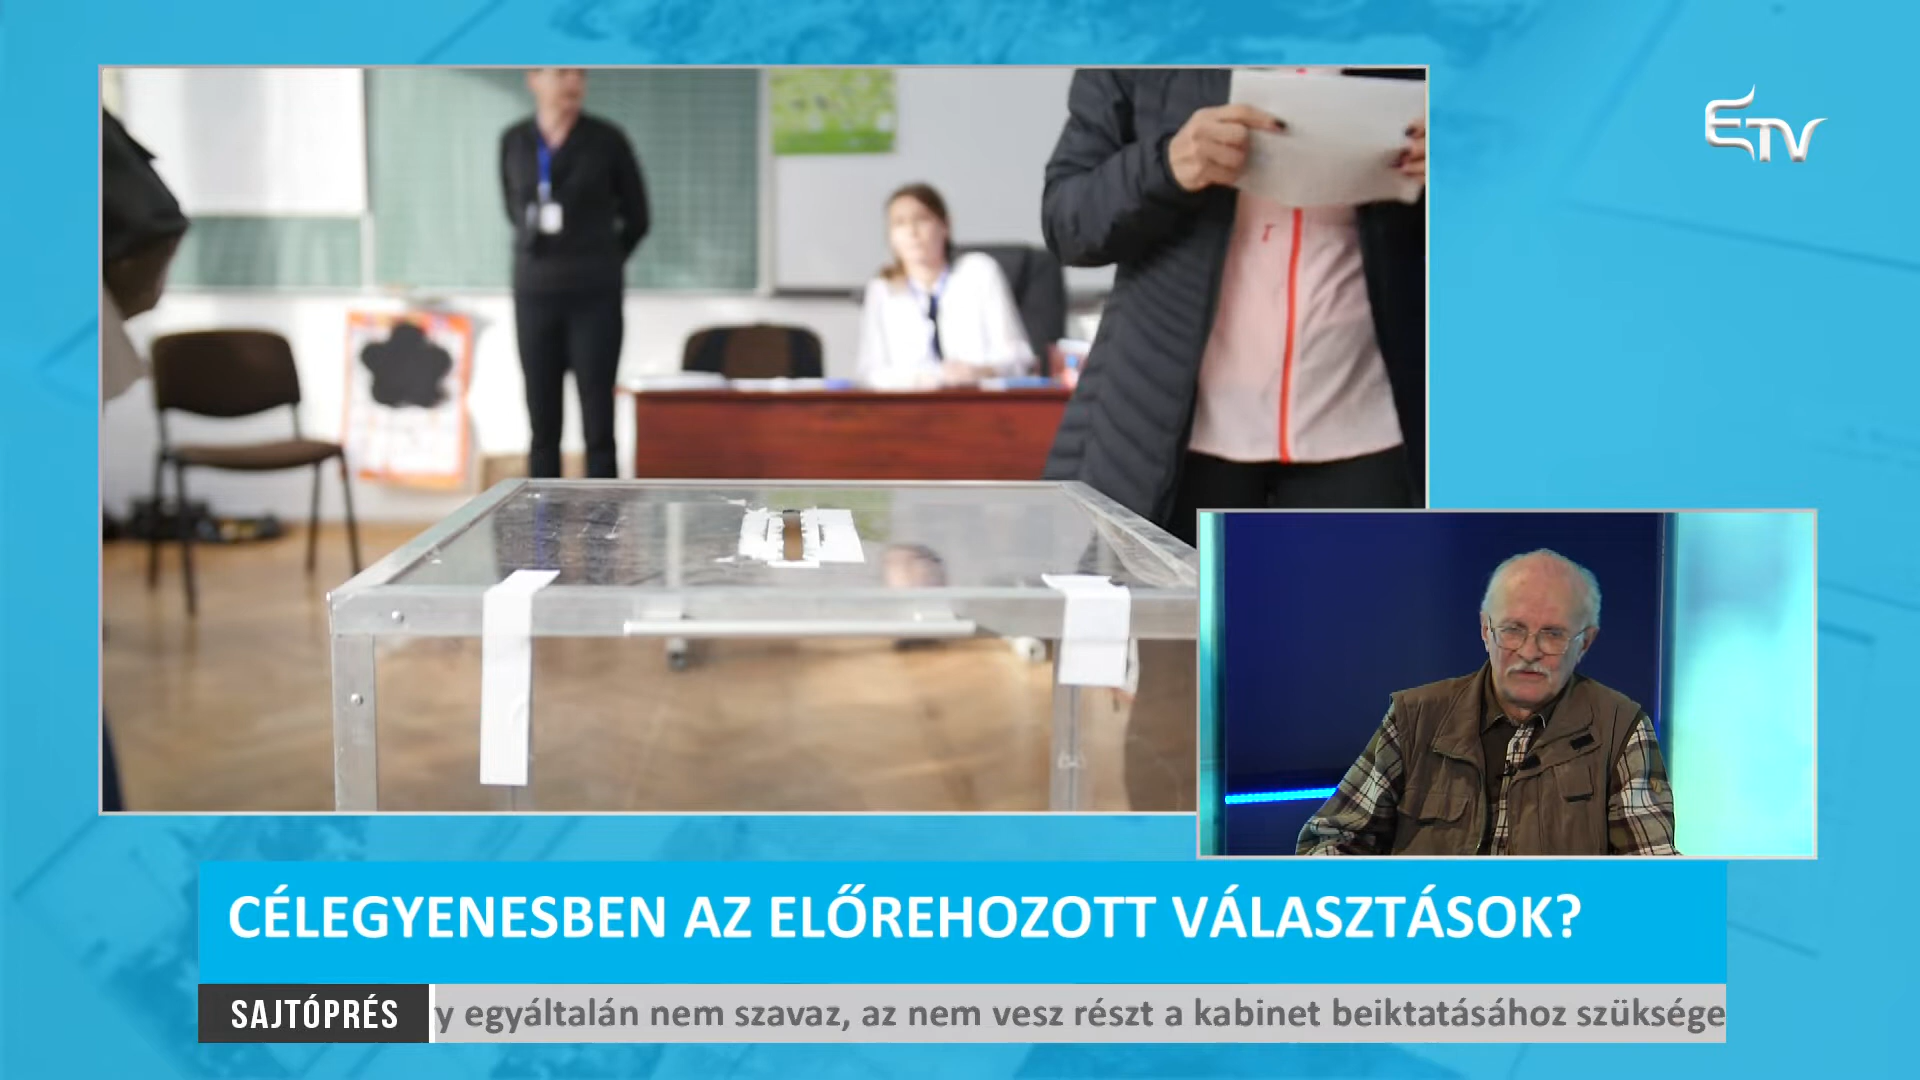 ETV
CÉLEGYENESBEN AZ ELŐREHOZOTT VÁLASZTÁSOK?
SAJTÓPRÉS
y egyáltalán nem szavaz, az nem vesz részt a kabinet beiktatásához szüksége